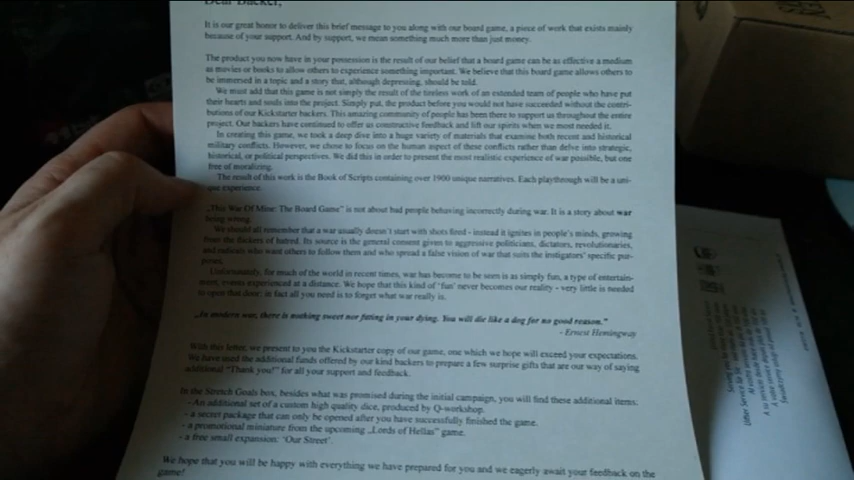 Dear Backer,
It is our great honor to deliver this brief message to you along with our board game, a piece of work that exists mainly
because of your support. And by support, we mean something much more than just money.
The product you now have in your possession is the result of our belief that a board game can be as effective a medium
as movies or books to allow others to experience something important. We believe that this board game allows others to
be immersed in a topic and a story that, although depressing, should be told.
We must add that this game is not simply the result of the tireless work of an extended team of people who have put
their hearts and souls into the project. Simply put, the product before you would not have succeeded without the contri-
butions of our Kickstarter backers. This amazing community of people has been there to support us throughout the entire
project. Our backers have continued to offer us constructive feedback and lift our spirits when we most needed it.
In creating this game, we took a deep dive into a huge variety of materials that examine both recent and historical
military conflicts. However, we chose to focus on the human aspect of these conflicts rather than delve into strategic,
historical, or political perspectives. We did this in order to present the most realistic experience of war possible, but one
free of moralizing.
The result of this work is the Book of Scripts containing over 1900 unique narratives. Each playthrough will be a uni-
que experience.
„This War Of Mine: The Board Game" is not about bad people behaving incorrectly during war. It is a story about war
being wrong.
We should all remember that a war usually doesn't start with shots fired - instead it ignites in people's minds, growing
from the flickers of hatred. Its source is the general consent given to aggressive politicians, dictators, revolutionaries,
and radicals who want others to follow them and who spread a false vision of war that suits the instigators' specific pur-
poses.
Unfortunately, for much of the world in recent times, war has become to be seen as simply fun, a type of entertain-
ment, events experienced at a distance. We hope that this kind of 'fun' never becomes our reality - very little is needed
to open this door: in fact all you need is to forget what war really is.
„In modern war, there is nothing sweet nor fitting in your dying. You will die like a dog for no good reason."
- Ernest Hemingway
With this letter, we present to you the Kickstarter copy of our game, one which we hope will exceed your expectations.
We have used the additional funds offered by our kind backers to prepare a few surprise gifts that are our way of saying
additional "Thank you!" for all your support and feedback.
In the Stretch Goals box, besides what was promised during the initial campaign, you will find these additional items:
- An additional set of a custom high quality dice, produced by Q-workshop.
- a secret package that can only be opened after you have successfully finished the game.
- a promotional miniature from the upcoming „Lords of Hellas" game.
- a free small expansion: 'Our Street'.
We hope that you will be happy with everything we have prepared for you and we eagerly await your feedback on the
game!